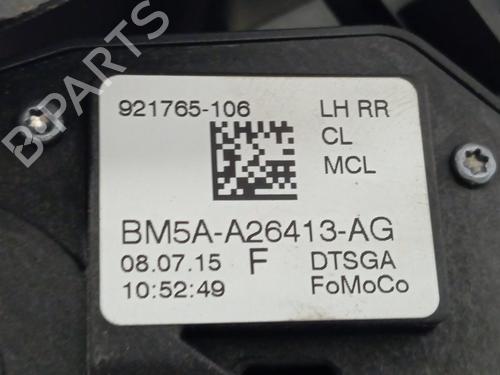 B PARTS
921765-106 LH RR
CL
MCL
BM5A-A26413-AG
08.07.15 F DTSGA
10:52:49 FoMoCo